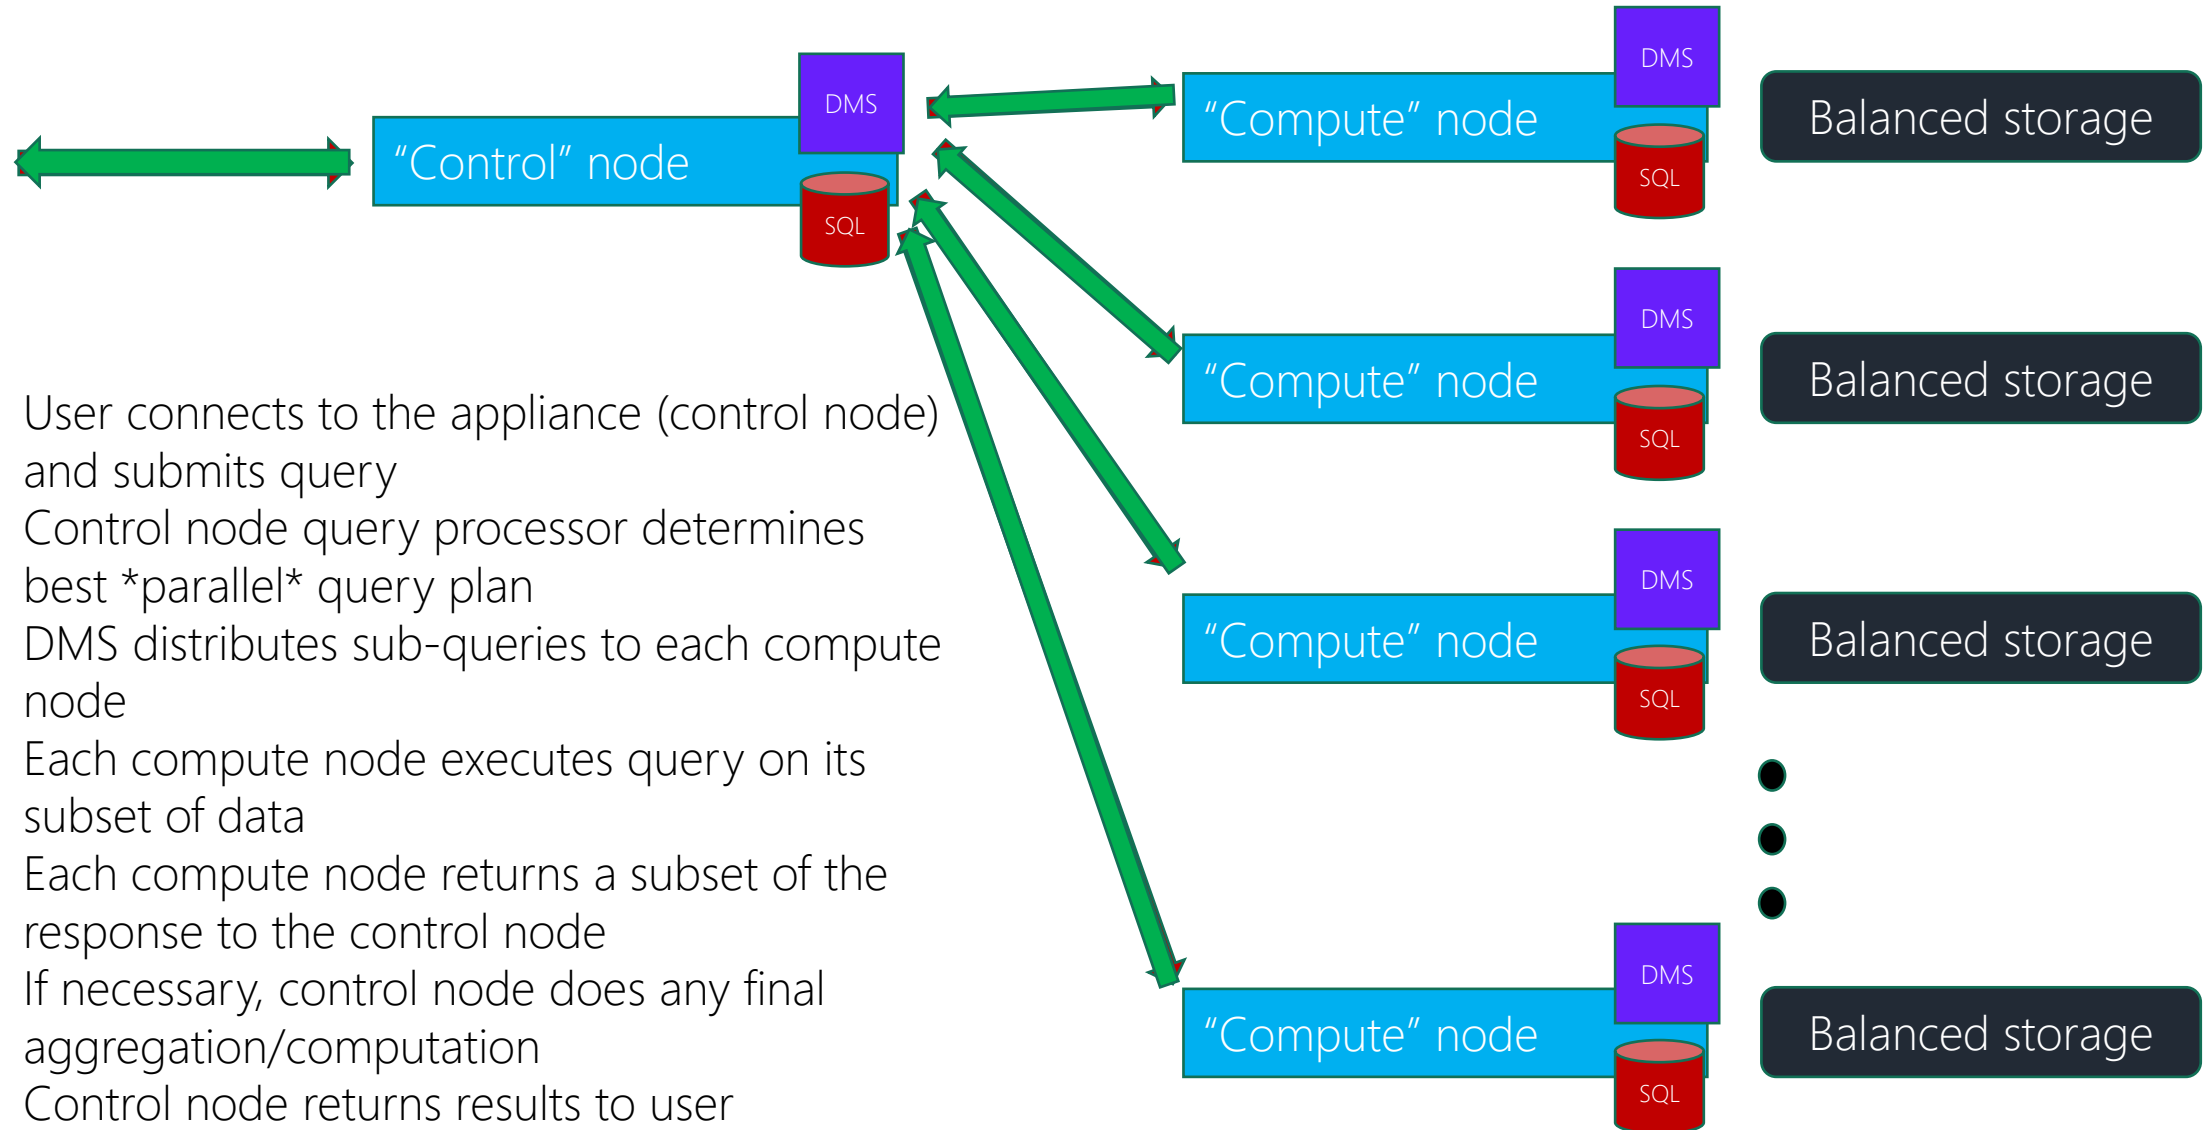 DMS
“Control” node
SQL
DMS
“Compute” node
SQL
Balanced storage
DMS
“Compute” node
SQL
Balanced storage
DMS
“Compute” node
SQL
Balanced storage
DMS
“Compute” node
SQL
Balanced storage
User connects to the appliance (control node)
and submits query
Control node query processor determines
best *parallel* query plan
DMS distributes sub-queries to each compute
node
Each compute node executes query on its
subset of data
Each compute node returns a subset of the
response to the control node
If necessary, control node does any final
aggregation/computation
Control node returns results to user